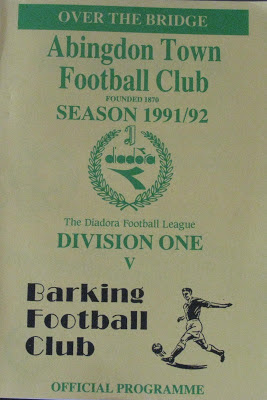 OVER THE BRIDGE
Abingdon Town
Football Club
FOUNDED 1870
SEASON 1991/92
diadora
The Diadora Football League
DIVISION ONE
V
Barking
Football
Club
OFFICIAL PROGRAMME